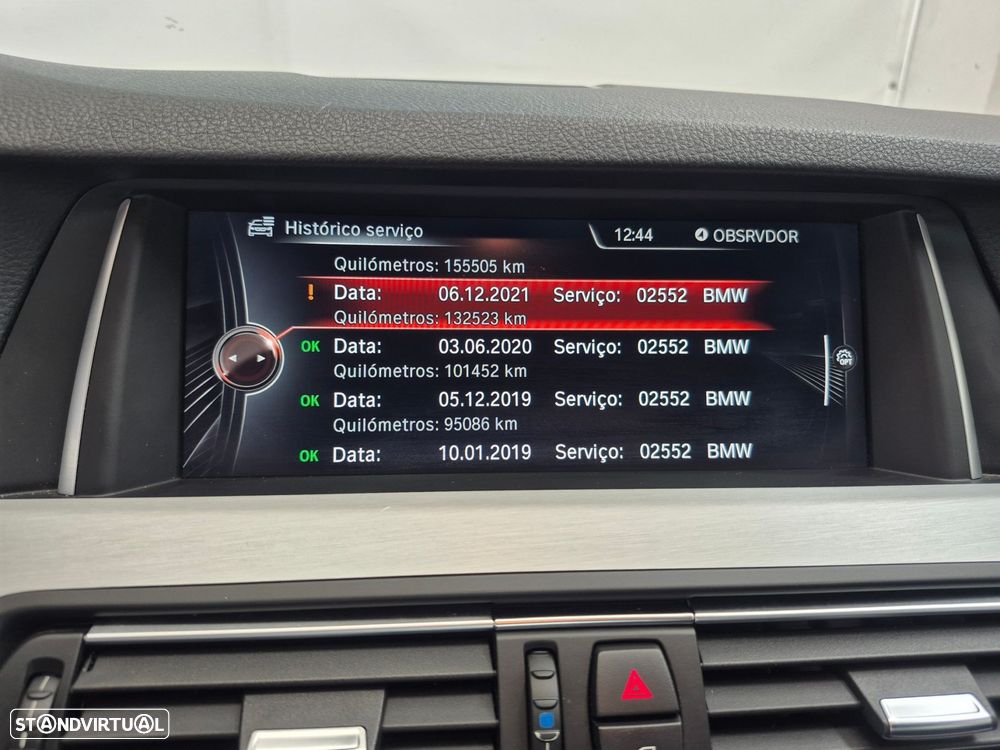 Histórico serviço 12:44 OBSRVDOR
Quilómetros: 155505 km
! Data: 06.12.2021 Serviço: 02552 BMW
Quilómetros: 132523 km
OK Data: 03.06.2020 Serviço: 02552 BMW
Quilómetros: 101452 km
OPT
OK Data: 05.12.2019 Serviço: 02552 BMW
Quilómetros: 95086 km
OK Data: 10.01.2019 Serviço: 02552 BMW
STANDVIRTUAL